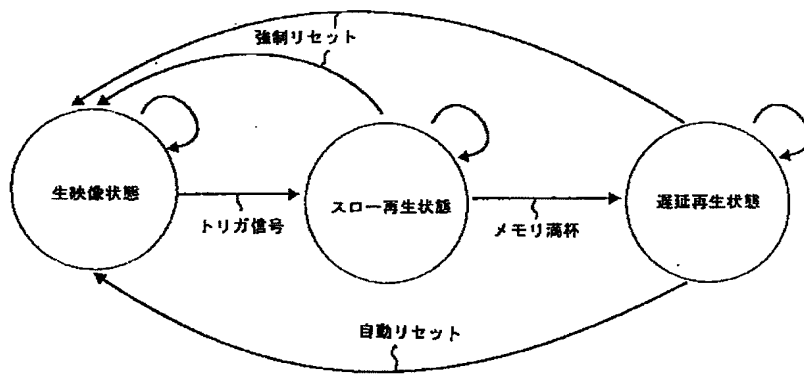 強制リセット
生映像状態
スロー再生状態
遅延再生状態
トリガ信号
メモリ満杯
自動リセット